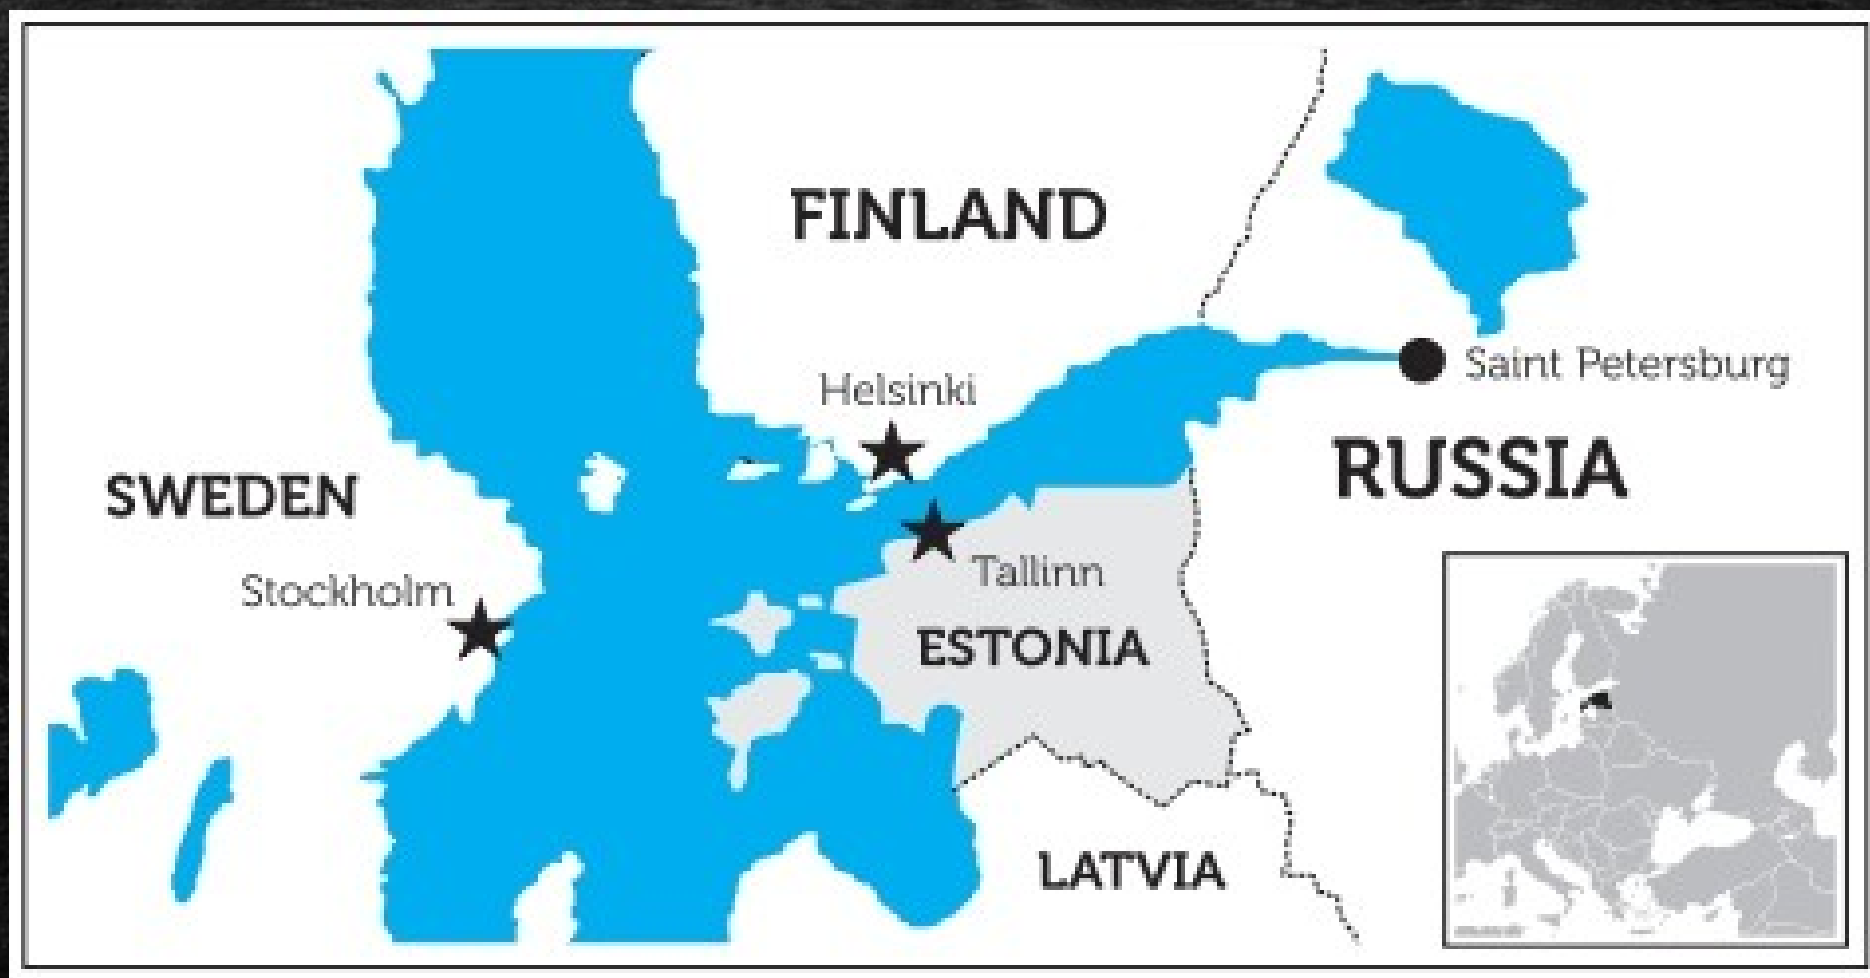 FINLAND
Saint Petersburg
Helsinki
RUSSIA
SWEDEN
Tallinn
Stockholm
ESTONIA
LATVIA